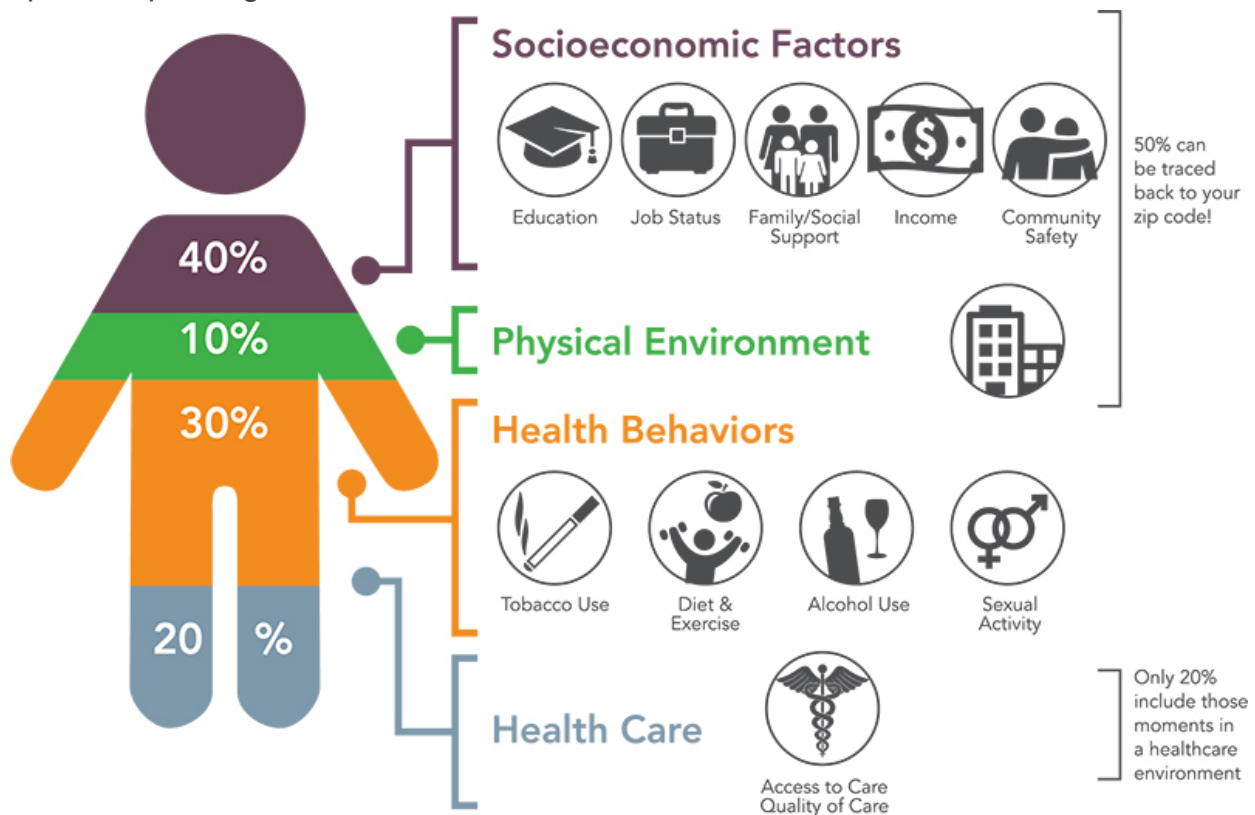 Socioeconomic Factors
Education
Job Status
Family/Social
Support
Income
Community
Safety
50% can
be traced
back to your
zip code!
40%
10%
Physical Environment
30%
Health Behaviors
Tobacco Use
Diet &
Exercise
Alcohol Use
Sexual
Activity
20 %
Health Care
Access to Care
Quality of Care
Only 20%
include those
moments in
a healthcare
environment